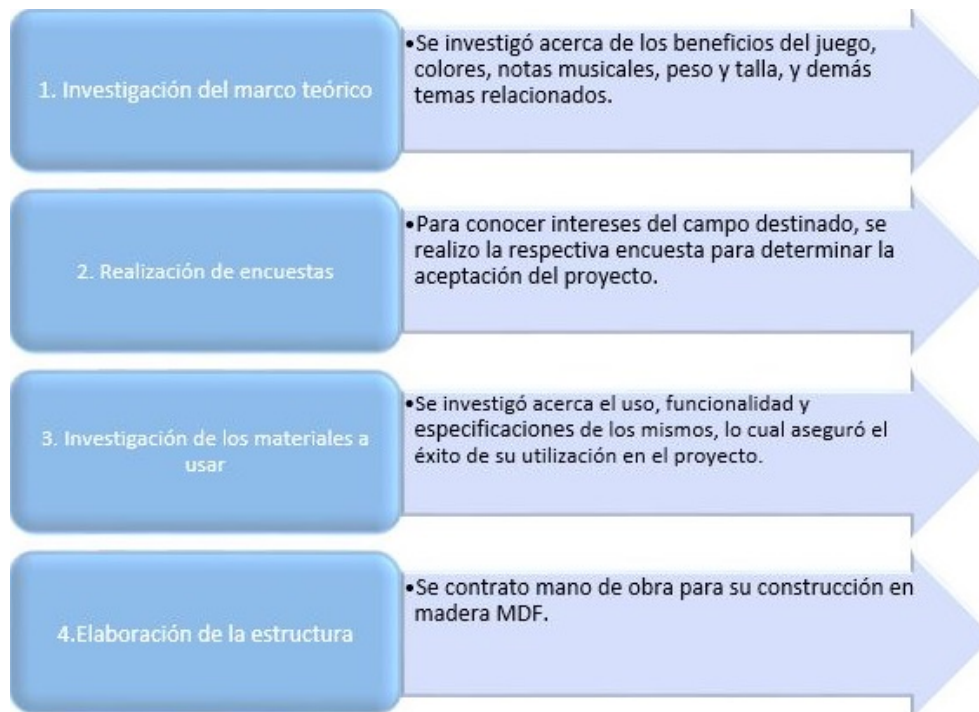 1. Investigación del marco teórico
•Se investigó acerca de los beneficios del juego,
colores, notas musicales, peso y talla, y demás
temas relacionados.
2. Realización de encuestas
•Para conocer intereses del campo destinado, se
realizo la respectiva encuesta para determinar la
aceptación del proyecto.
3. Investigación de los materiales a
usar
•Se investigó acerca el uso, funcionalidad y
especificaciones de los mismos, lo cual aseguró el
éxito de su utilización en el proyecto.
4.Elaboración de la estructura
•Se contrato mano de obra para su construcción en
madera MDF.